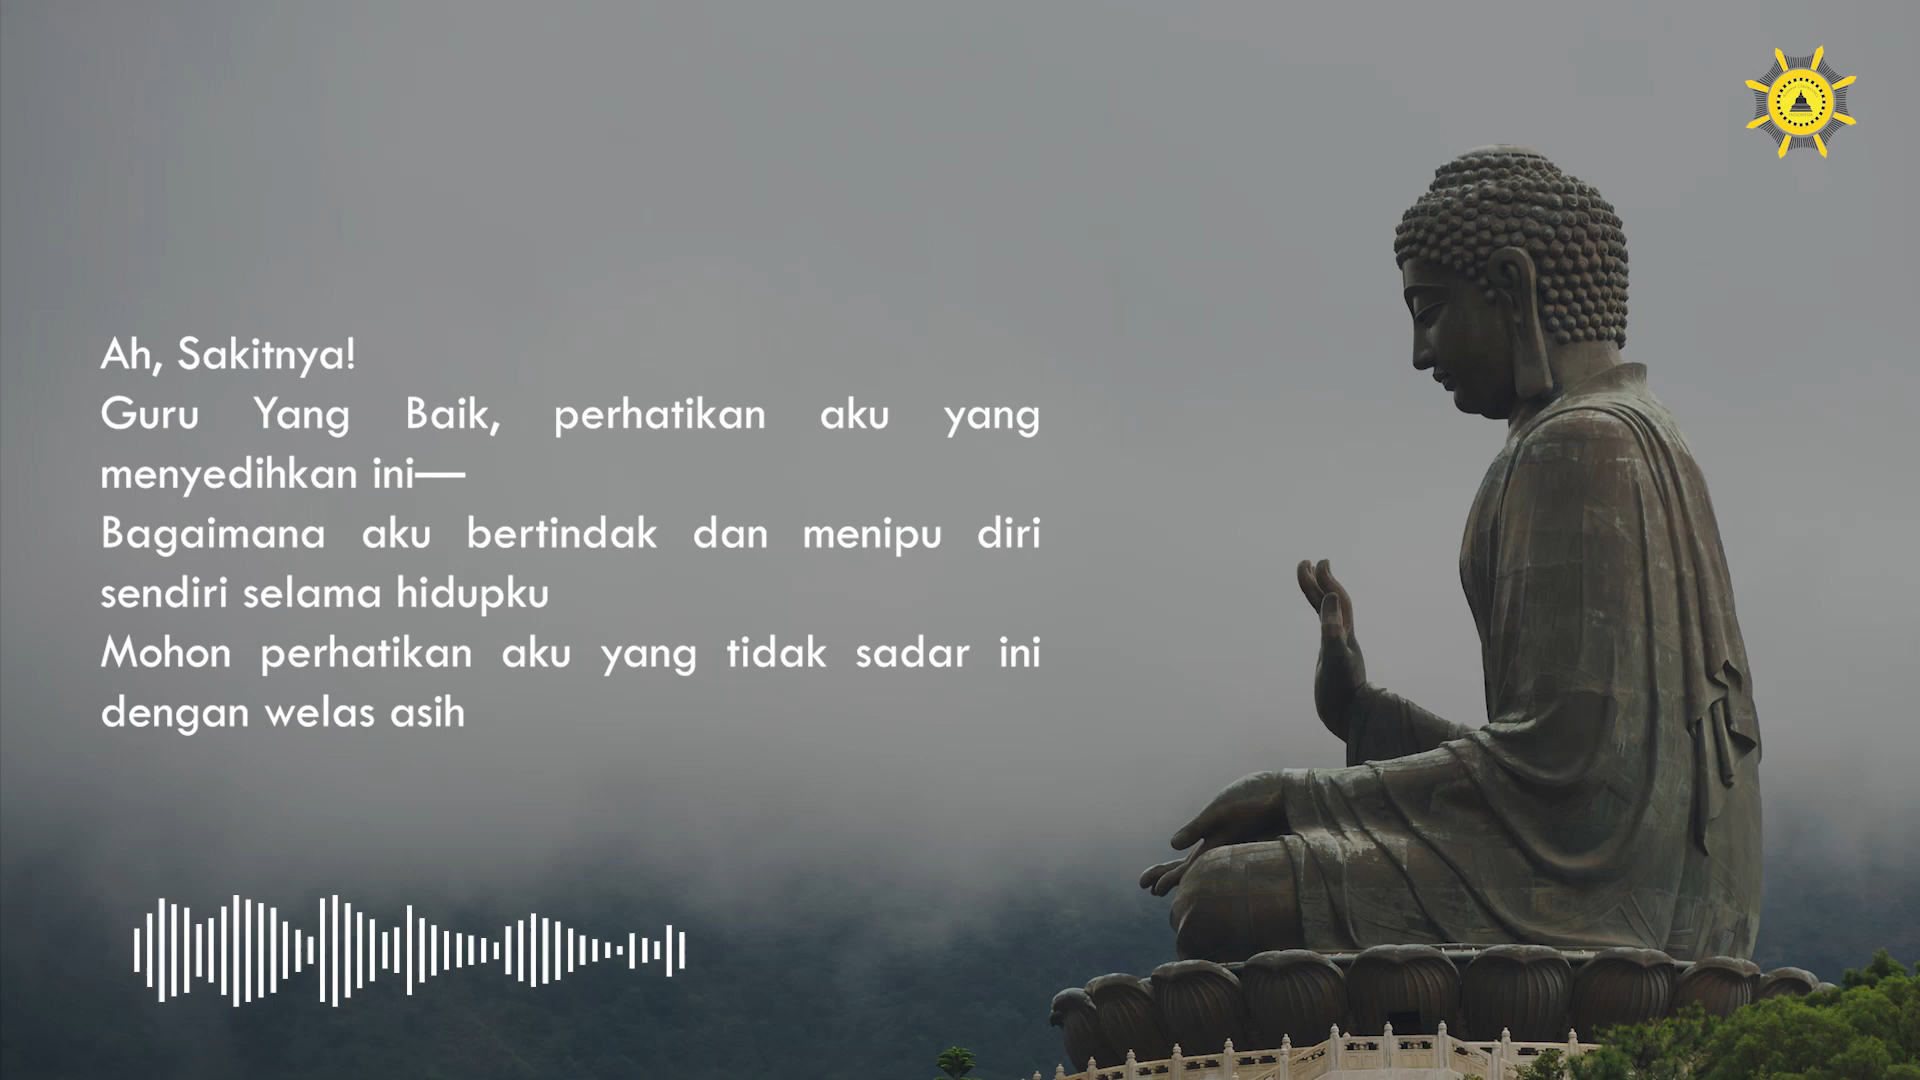 Ah, Sakitnya!
Guru Yang Baik, perhatikan aku yang
menyedihkan ini—
Bagaimana aku bertindak dan menipu diri
sendiri selama hidupku
Mohon perhatikan aku yang tidak sadar ini
dengan welas asih